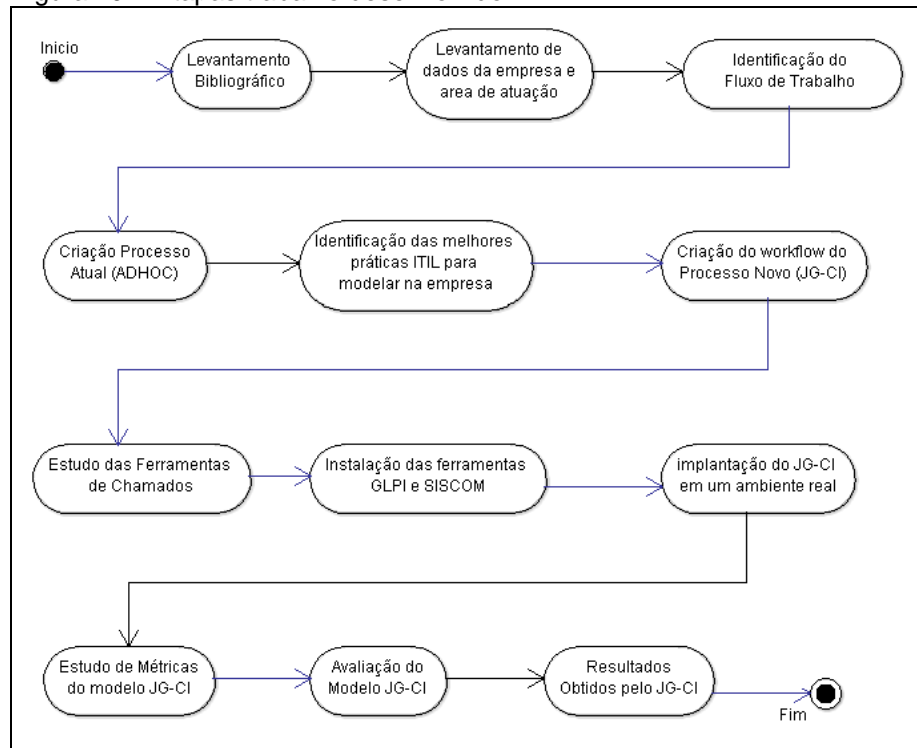 Inicio
Levantamento
Bibliográfico
Levantamento de
dados da empresa e
area de atuação
Identificação do
Fluxo de Trabalho
Criação Processo
Atual (ADHOC)
Identificação das melhores
práticas ITIL para
modelar na empresa
Criação do workflow do
Processo Novo (JG-CI)
Estudo das Ferramentas
de Chamados
Instalação das ferramentas
GLPI e SISCOM
implantação do JG-CI
em um ambiente real
Estudo de Métricas
do modelo JG-CI
Avaliação do
Modelo JG-CI
Resultados
Obtidos pelo JG-CI
Fim